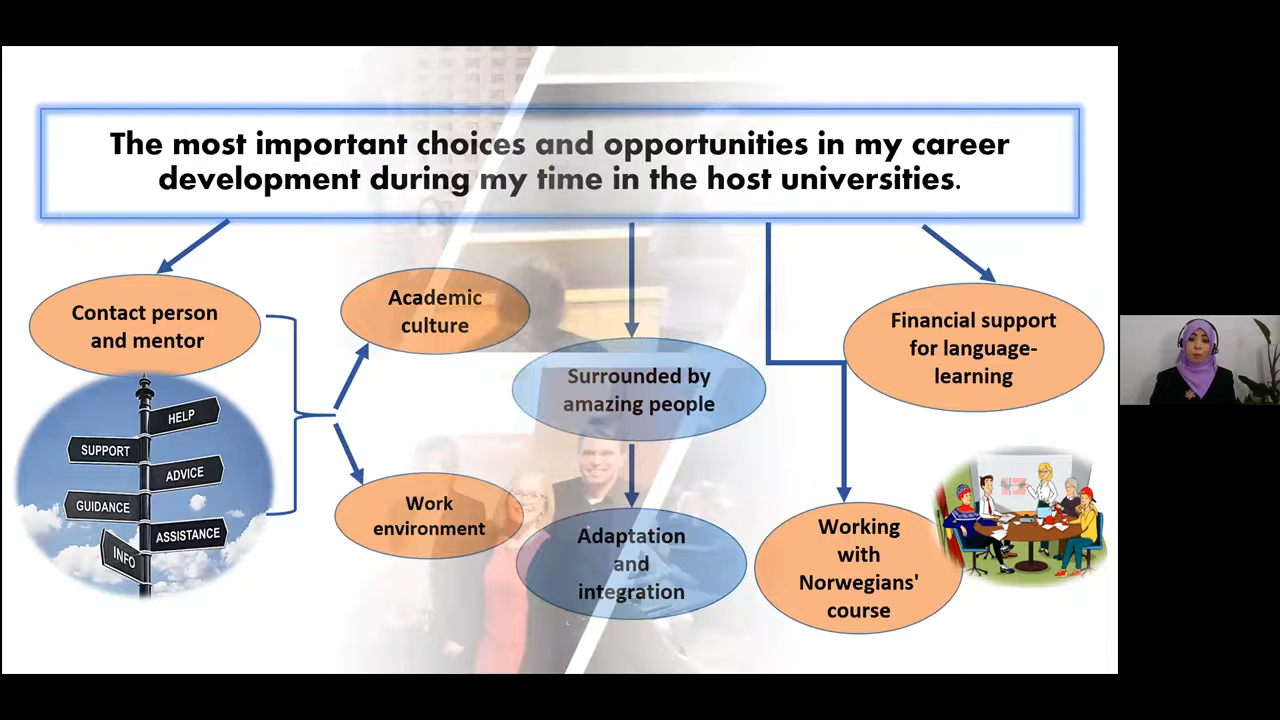 The most important choices and opportunities in my career
development during my time in the host universities.
Contact person
and mentor
HELP
SUPPORT
ADVICE
GUIDANCE
ASSISTANCE
INFO
Academic
culture
Work
environment
Surrounded by
amazing people
Adaptation
and
integration
Working
with
Norwegians'
course
Financial support
for language-
learning